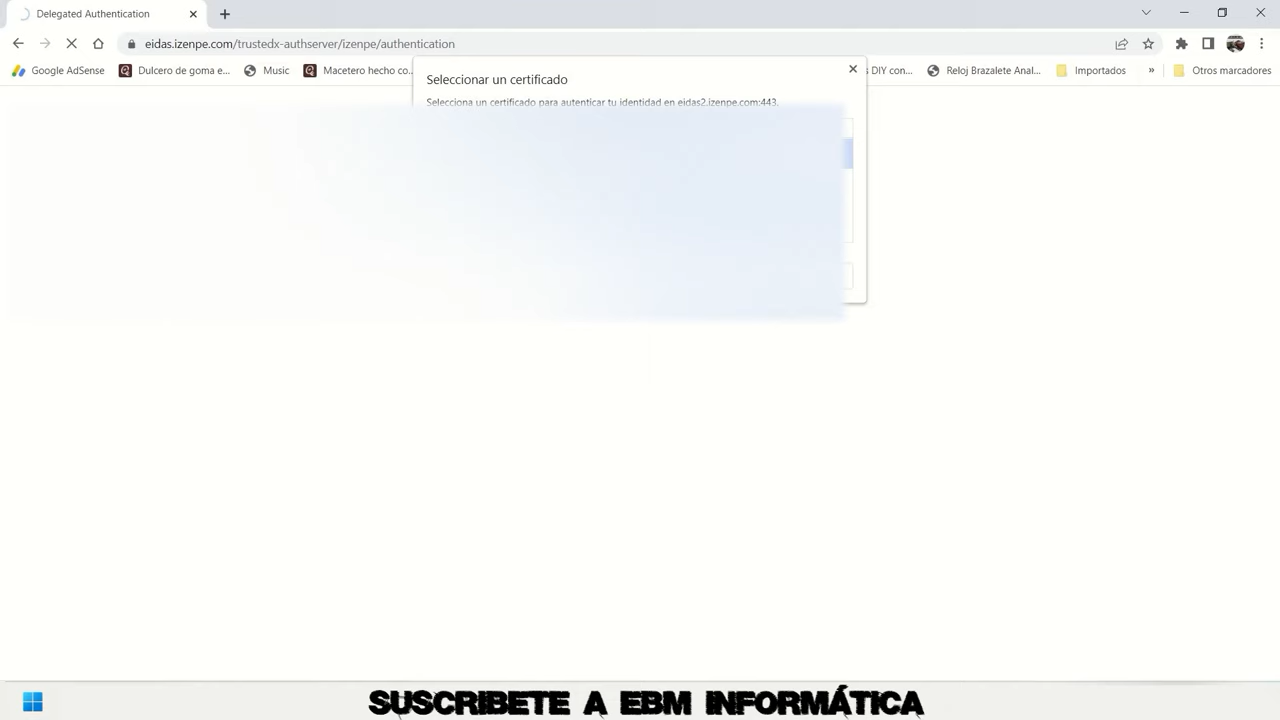 Delegated Authentication
eidas.izenpe.com/trustedx-authserver/izenpe/authentication
Google AdSense
Dulcero de goma e...
Music
Macetero hecho co...
s DIY con...
Reloj Brazalete Anal...
Importados
»
Otros marcadores
Seleccionar un certificado
Selecciona un certificado para autenticar tu identidad en eidas2.izenpe.com:443.
SUSCRIBETE A EBM INFORMÁTICA